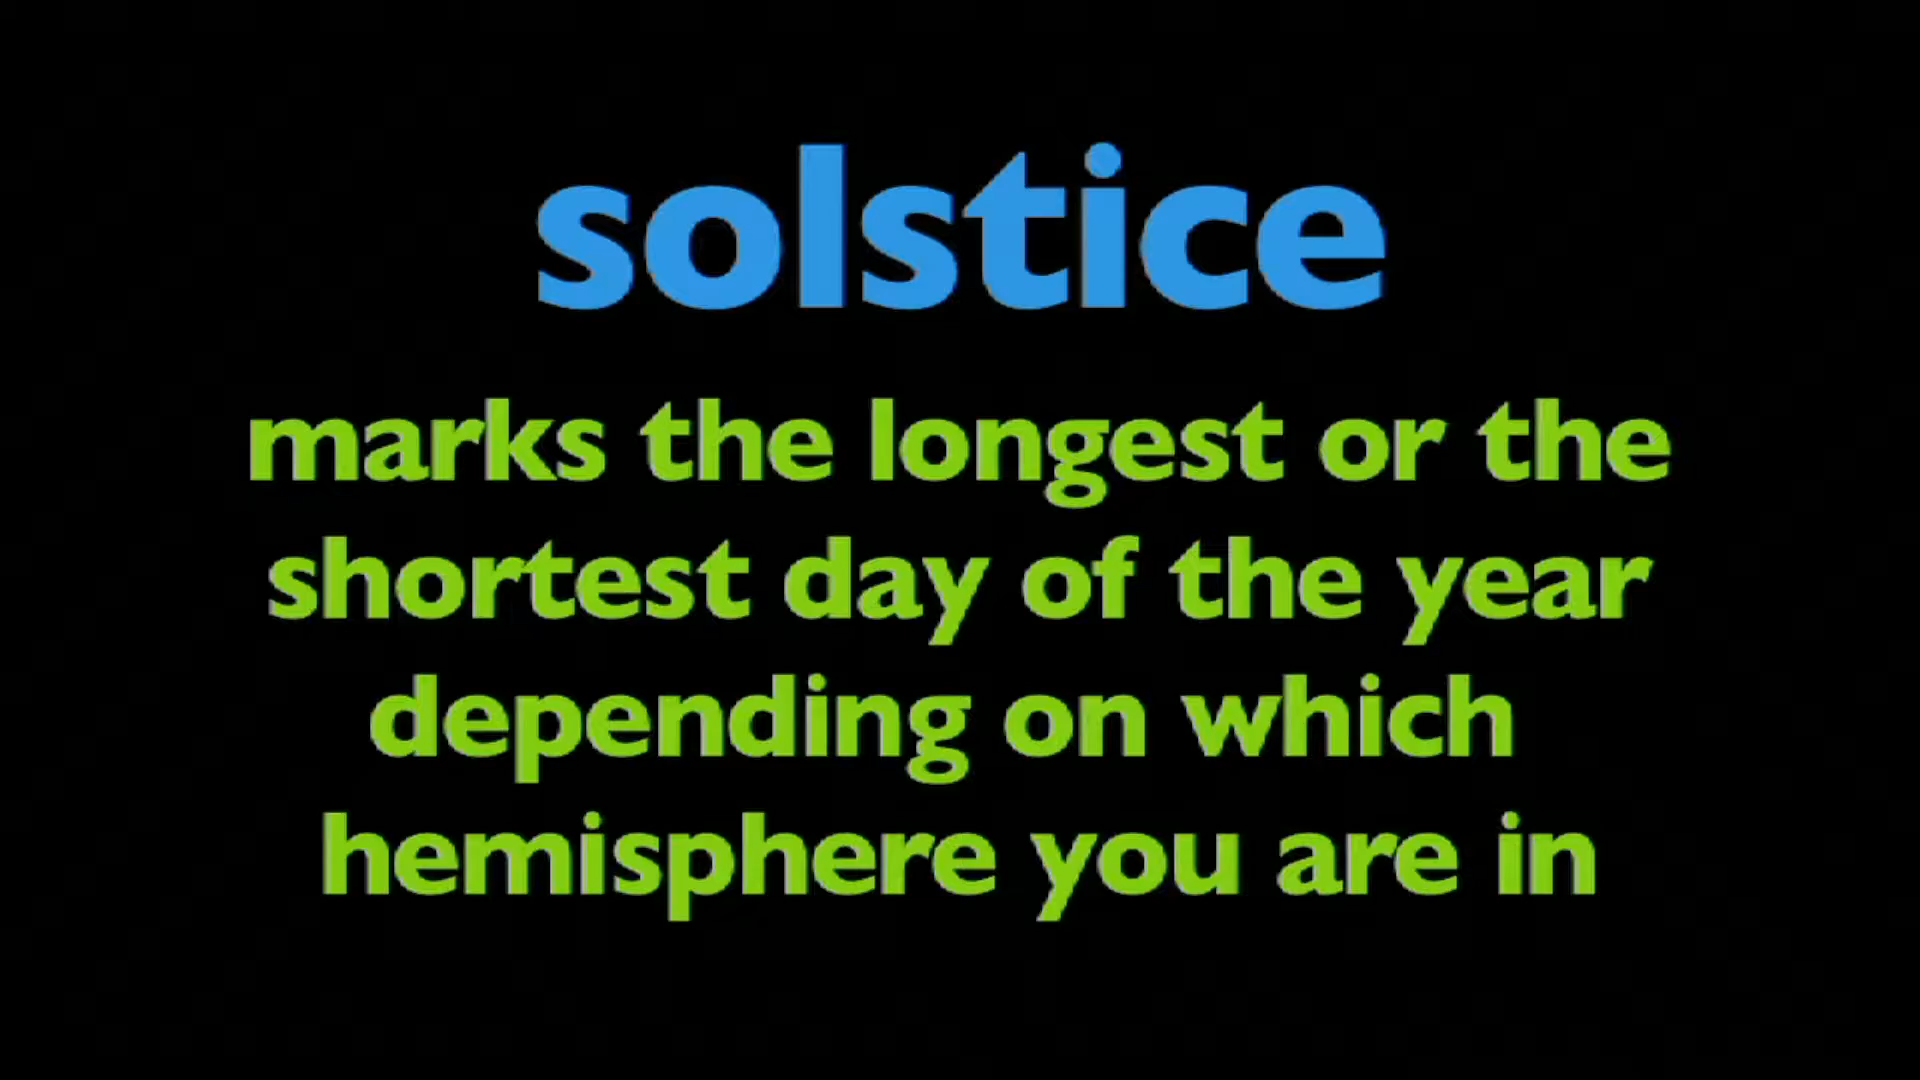 solstice
marks the longest or the
shortest day of the year
depending on which
hemisphere you are in